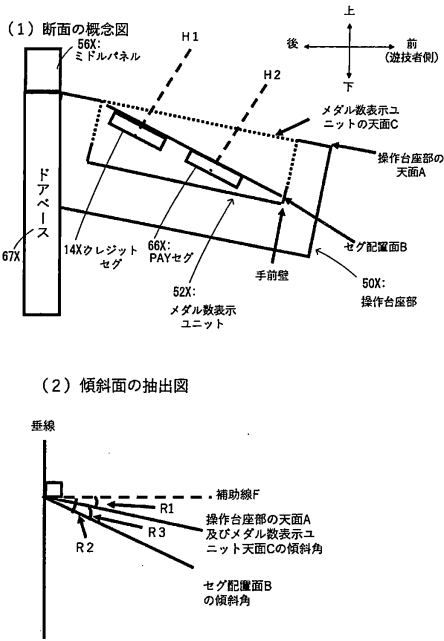 (1)断面の概念図
56X:
ミドルパネル
H1
H2
上
後
前
(遊技者側)
下
メダル数表示ユ
ニットの天面C
操作台座部の
天面A
ドアベース
67X
14Xクレジット
セグ
66X:
PAYセグ
52X:
メダル数表示
ユニット
手前壁
セグ配置面B
50X:
操作台座部
(2)傾斜面の抽出図
垂線
補助線F
R1
R3
R2
操作台座部の天面A
及びメダル数表示ユ
ニット天面Cの傾斜角
セグ配置面B
の傾斜角